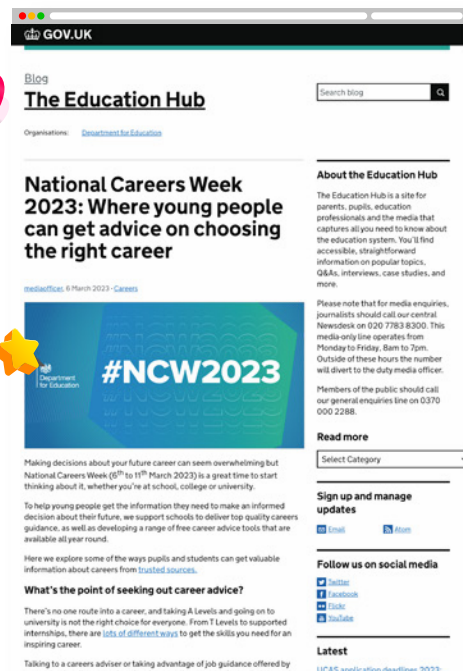 GOV.UK
Blog
The Education Hub
Organisations: Department for Education
Search blog
National Careers Week
2023: Where young people
can get advice on choosing
the right career
mediaofficer, 6 March 2023 - Careers
Department
for Education
#NCW2023
Making decisions about your future career can seem overwhelming but
National Careers Week (6th to 11th March 2023) is a great time to start
thinking about it, whether you're at school, college or university.
To help young people get the information they need to make an informed
decision about their future, we support schools to deliver top quality careers
guidance, as well as developing a range of free career advice tools that are
available all year round.
Here we explore some of the ways pupils and students can get valuable
information about careers from trusted sources.
What's the point of seeking out career advice?
There's no one route into a career, and taking A Levels and going on to
university is not the right choice for everyone. From T Levels to supported
internships, there are lots of different ways to get the skills you need for an
inspiring career.
Talking to a careers adviser or taking advantage of job guidance offered by
About the Education Hub
The Education Hub is a site for
parents, pupils, education
professionals and the media that
captures all you need to know about
the education system. You'll find
accessible, straightforward
information on popular topics,
Q&As, interviews, case studies, and
more.
Please note that for media enquiries,
journalists should call our central
Newsdesk on 020 7783 8300. This
media-only line operates from
Monday to Friday, 8am to 7pm.
Outside of these hours the number
will divert to the duty media officer.
Members of the public should call
our general enquiries line on 0370
000 2288.
Read more
Select Category
Sign up and manage
updates
Email Atom
Follow us on social media
Twitter
Facebook
Flickr
YouTube
Latest
UCAS application deadlines 2023: